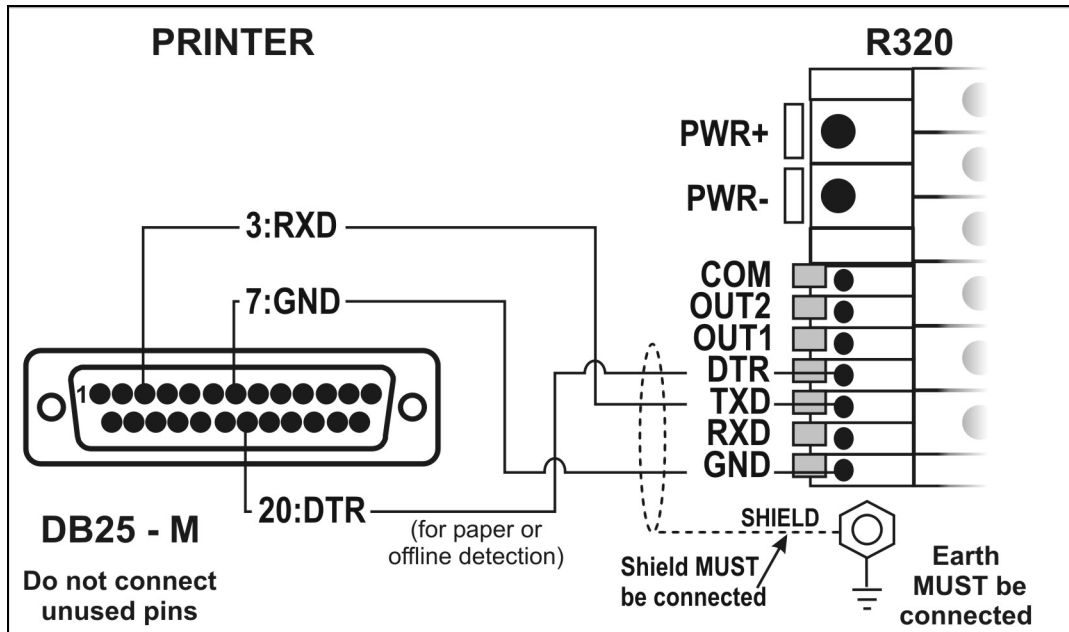 PRINTER
R320
PWR+
PWR-
3:RXD
7:GND
COM
OUT2
OUT1
DTR
TXD
RXD
GND
1
20:DTR
(for paper or
offline detection)
DB25 - M
Do not connect
unused pins
SHIELD
Shield MUST
be connected
Earth
MUST be
connected